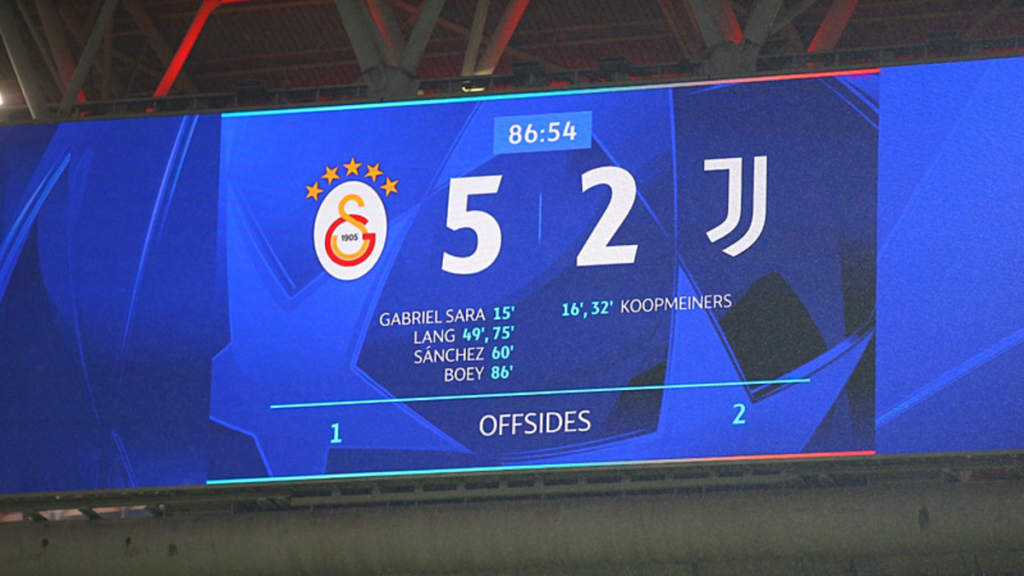 86:54
1905
5 2
GABRIEL SARA 15'
LANG 49', 75'
SÁNCHEZ 60'
BOEY 86'
16', 32' KOOPMEINERS
1 OFFSIDES 2